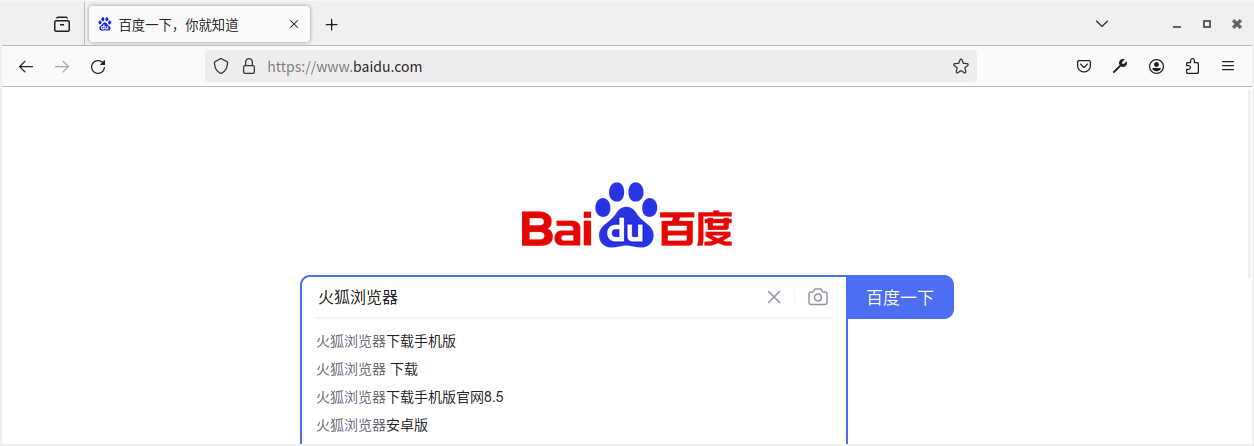 百度一下，你就知道
https://www.baidu.com
Bai du 百度
火狐浏览器
百度一下
火狐浏览器下载手机版
火狐浏览器 下载
火狐浏览器下载手机版官网8.5
火狐浏览器安卓版